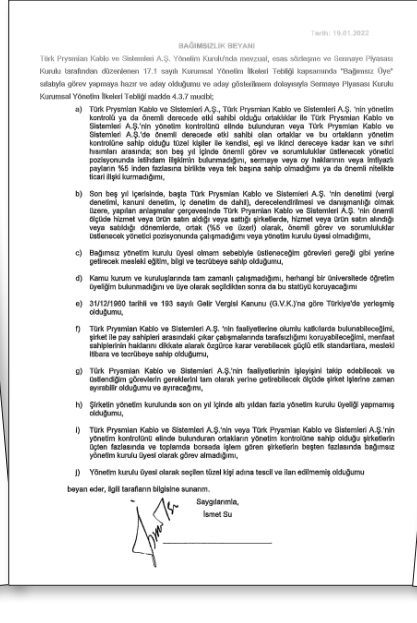 Tarih: 19.01.2022
BAĞIMSIZLIK BEYANI
Türk Prysmian Kablo ve Sistemleri A.Ş. Yönetim Kurulu'nda mevzuat, esas sözleşme ve Sermaye Piyasası
Kurulu tarafından düzenlenen 17.1 sayılı Kurumsal Yönetim İlkeleri Tebliği kapsamında "Bağımsız Üye"
sıfatıyla görev yapmaya hazır ve aday olduğumu ve aday gösterilmem dolayısıyla Sermaye Piyasası Kurulu
Kurumsal Yönetim İlkeleri Tebliği madde 4.3.7 mucibi;
a) Türk Prysmian Kablo ve Sistemleri A.Ş., Türk Prysmian Kablo ve Sistemleri A.Ş. 'nin yönetim
kontrolü ya da önemli derecede etki sahibi olduğu ortaklıklar ile Türk Prysmian Kablo ve
Sistemleri A.Ş.'nin yönetim kontrolünü elinde bulunduran veya Türk Prysmian Kablo ve
Sistemleri A.Ş.'de önemli derecede etki sahibi olan ortaklar ve bu ortakların yönetim
kontrolüne sahip olduğu tüzel kişiler ile kendisi, eşi ve ikinci dereceye kadar kan ve sıhri
hısımları arasında; son beş yıl içinde önemli görev ve sorumluluklar üstlenecek yönetici
pozisyonunda istihdam ilişkimin bulunmadığını, sermaye veya oy haklarının veya imtiyazlı
payların %5 inden fazlasına birlikte veya tek başına sahip olmadığımı ya da önemli nitelikte
ticari ilişki kurmadığımı,
b) Son beş yıl içerisinde, başta Türk Prysmian Kablo ve Sistemleri A.Ş. 'nin denetimi (vergi
denetimi, kanuni denetim, iç denetim de dahil), derecelendirilmesi ve danışmanlığı olmak
üzere, yapılan anlaşmalar çerçevesinde Türk Prysmian Kablo ve Sistemleri A.Ş. 'nin önemli
ölçüde hizmet veya ürün satın aldığı veya sattığı şirketlerde, hizmet veya ürün satın alındığı
veya satıldığı dönemlerde, ortak (%5 ve üzeri) olarak, önemli görev ve sorumluluklar
üstlenecek yönetici pozisyonunda çalışmadığımı veya yönetim kurulu üyesi olmadığımı,
c) Bağımsız yönetim kurulu üyesi olmam sebebiyle üstleneceğim görevleri gereği gibi yerine
getirecek mesleki eğitim, bilgi ve tecrübeye sahip olduğumu,
d) Kamu kurum ve kuruluşlarında tam zamanlı çalışmadığımı, herhangi bir üniversitede öğretim
üyeliğim bulunmadığını ve üye olarak seçildikten sonra da bu statüyü koruyacağımı
e) 31/12/1960 tarihli ve 193 sayılı Gelir Vergisi Kanunu (G.V.K.)'na göre Türkiye'de yerleşmiş
olduğumu,
f) Türk Prysmian Kablo ve Sistemleri A.Ş. 'nin faaliyetlerine olumlu katkılarda bulunabileceğimi,
şirket ile pay sahipleri arasındaki çıkar çatışmalarında tarafsızlığımı koruyabileceğimi, menfaat
sahiplerinin haklarını dikkate alarak özgürce karar verebilecek güçlü etik standartlara, mesleki
itibara ve tecrübeye sahip olduğumu,
g) Türk Prysmian Kablo ve Sistemleri A.Ş.'nin faaliyetlerinin işleyişini takip edebilecek ve
üstlendiğim görevlerin gereklerini tam olarak yerine getirebilecek ölçüde şirket işlerine zaman
ayırabilir olduğumu ve ayıracağımı,
h) Şirketin yönetim kurulunda son on yıl içinde altı yıldan fazla yönetim kurulu üyeliği yapmamış
olduğumu,
i) Türk Prysmian Kablo ve Sistemleri A.Ş.'nin veya Türk Prysmian Kablo ve Sistemleri A.Ş.'nin
yönetim kontrolünü elinde bulunduran ortakların yönetim kontrolüne sahip olduğu şirketlerin
üçten fazlasında ve toplamda borsada işlem gören şirketlerin beşten fazlasında bağımsız
yönetim kurulu üyesi olarak görev almadığımı,
j) Yönetim kurulu üyesi olarak seçilen tüzel kişi adına tescil ve ilan edilmemiş olduğumu
beyan eder, ilgili tarafların bilgisine sunarım.
Saygılarımla,
İsmet Su